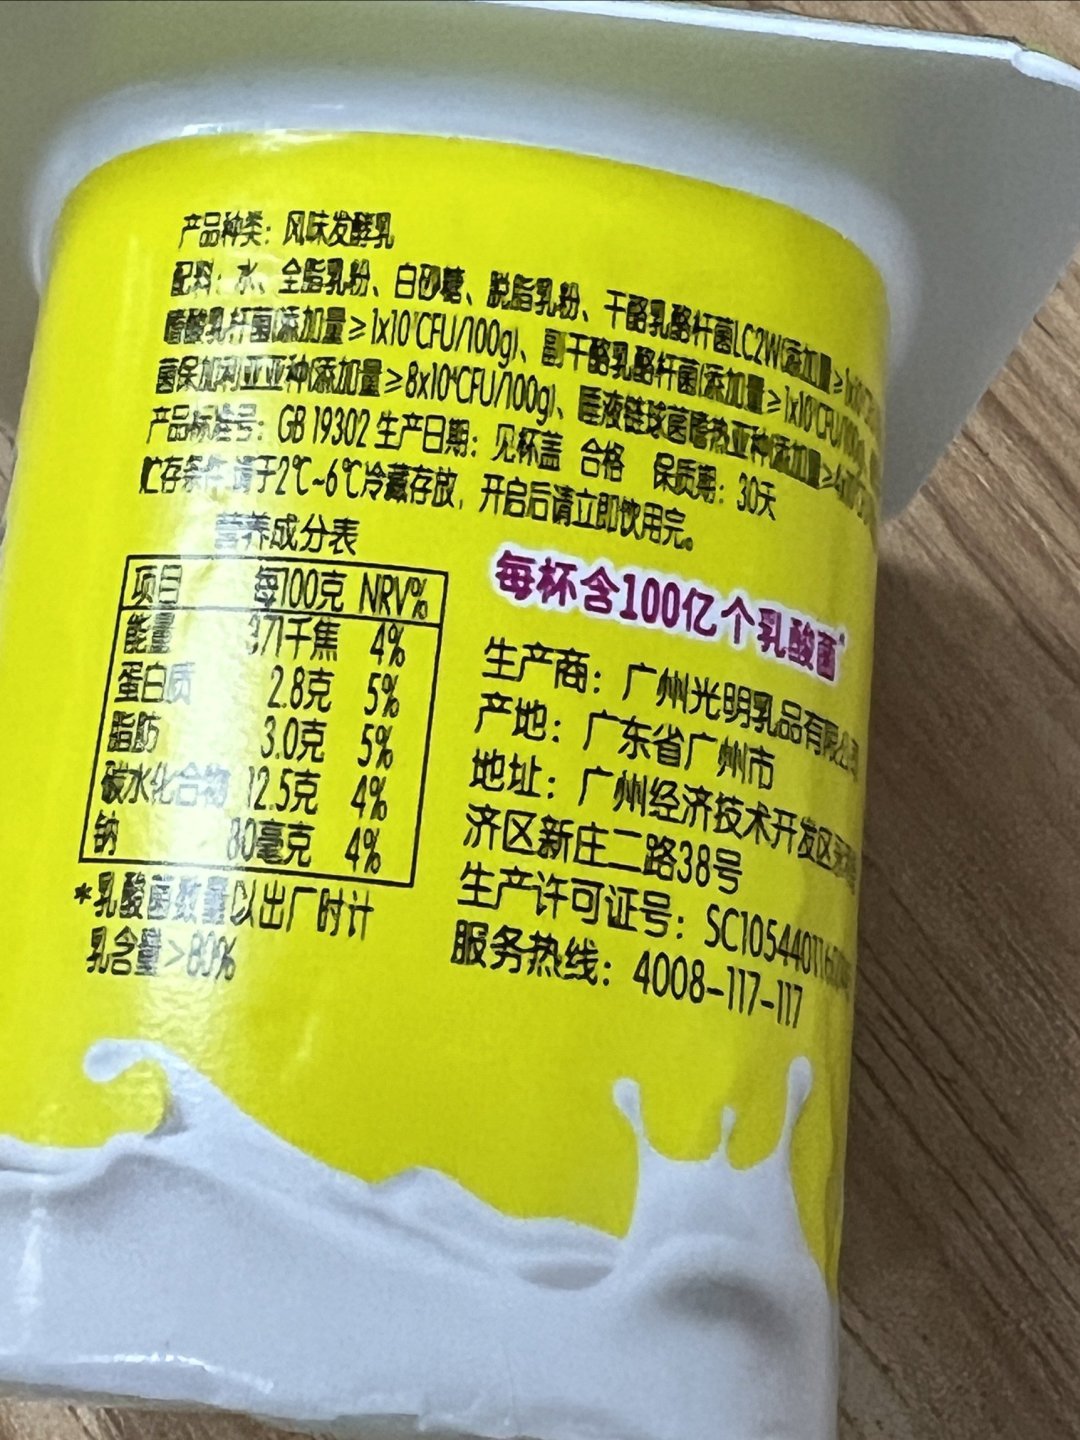 产品种类：风味发酵乳
配料：水、全脂乳粉、白砂糖、脱脂乳粉、干酪乳酪杆菌LC2W(添加量≥
嗜酸乳杆菌(添加量≥1x10 CFU/100g)、副干酪乳酪杆菌(添加量≥1x10 CFU/100g)
菌保加利亚亚种(添加量≥8x10 CFU/100g)、唾液链球菌嗜热亚种(添加量≥
产品标准号：GB 19302 生产日期：见杯盖 合格 保质期：30天
贮存条件:请于2℃~6℃冷藏存放，开启后请立即饮用完。
营养成分表
项目 每100克 NRV%
能量 371千焦 4%
蛋白质 2.8克 5%
脂肪 3.0克 5%
碳水化合物 12.5克 4%
钠 80毫克 4%
*乳酸菌数量以出厂时计
乳含量＞80%
每杯含100亿个乳酸菌*
生产商：广州光明乳品有限公司
产地：广东省广州市
地址：广州经济技术开发区
济区新庄二路38号
生产许可证号：SC10544011
服务热线：4008-117-117